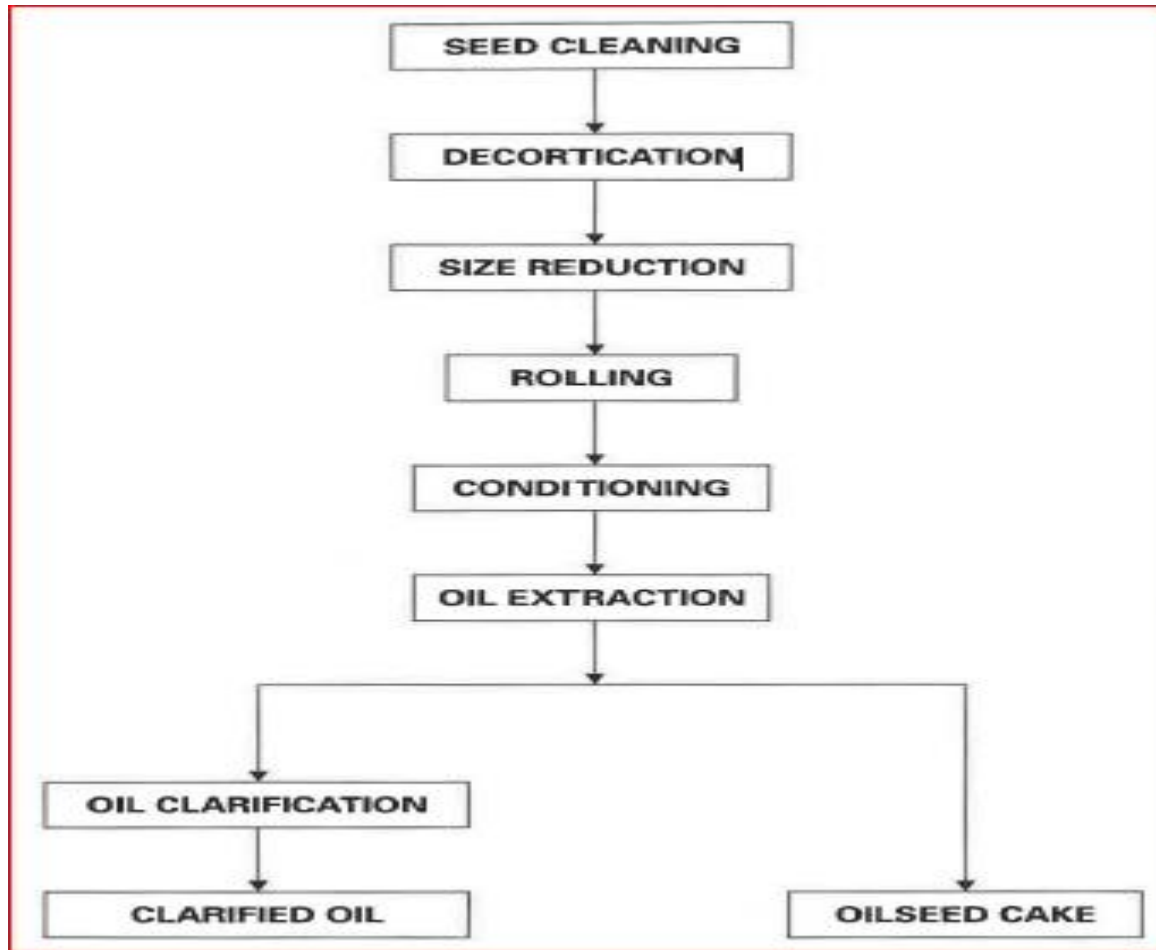 SEED CLEANING
DECORTICATION
SIZE REDUCTION
ROLLING
CONDITIONING
OIL EXTRACTION
OIL CLARIFICATION
CLARIFIED OIL
OILSEED CAKE